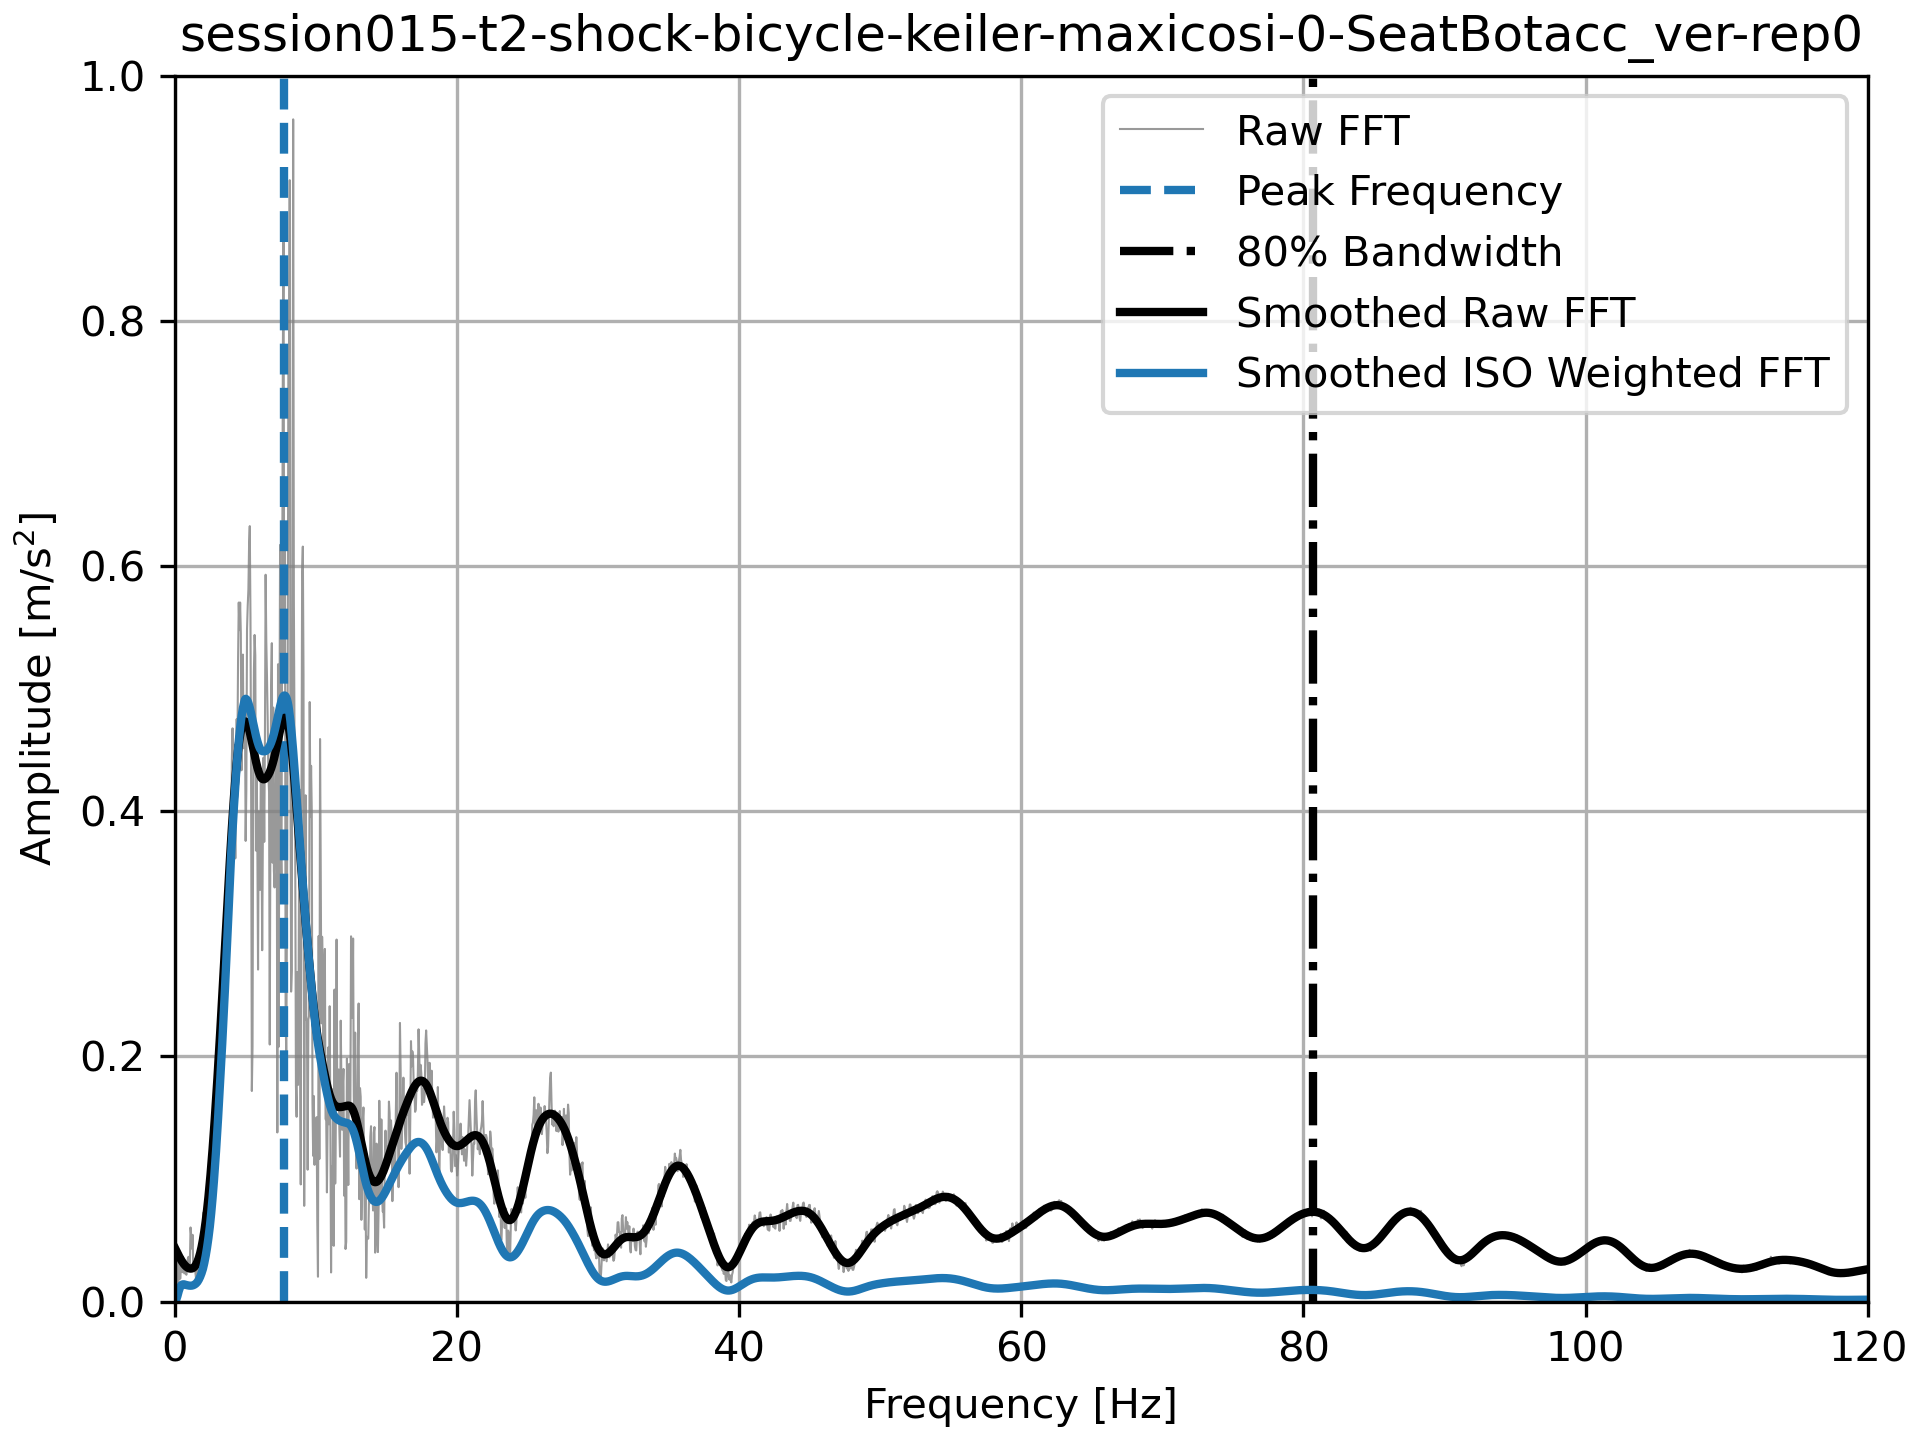 session015-t2-shock-bicycle-keiler-maxicosi-0-SeatBotacc_ver-rep0
1.0
0.8
0.6
0.4
0.2
0.0
Amplitude [m/s²]
Raw FFT
Peak Frequency
80% Bandwidth
Smoothed Raw FFT
Smoothed ISO Weighted FFT
0 20 40 60 80 100 120
Frequency [Hz]